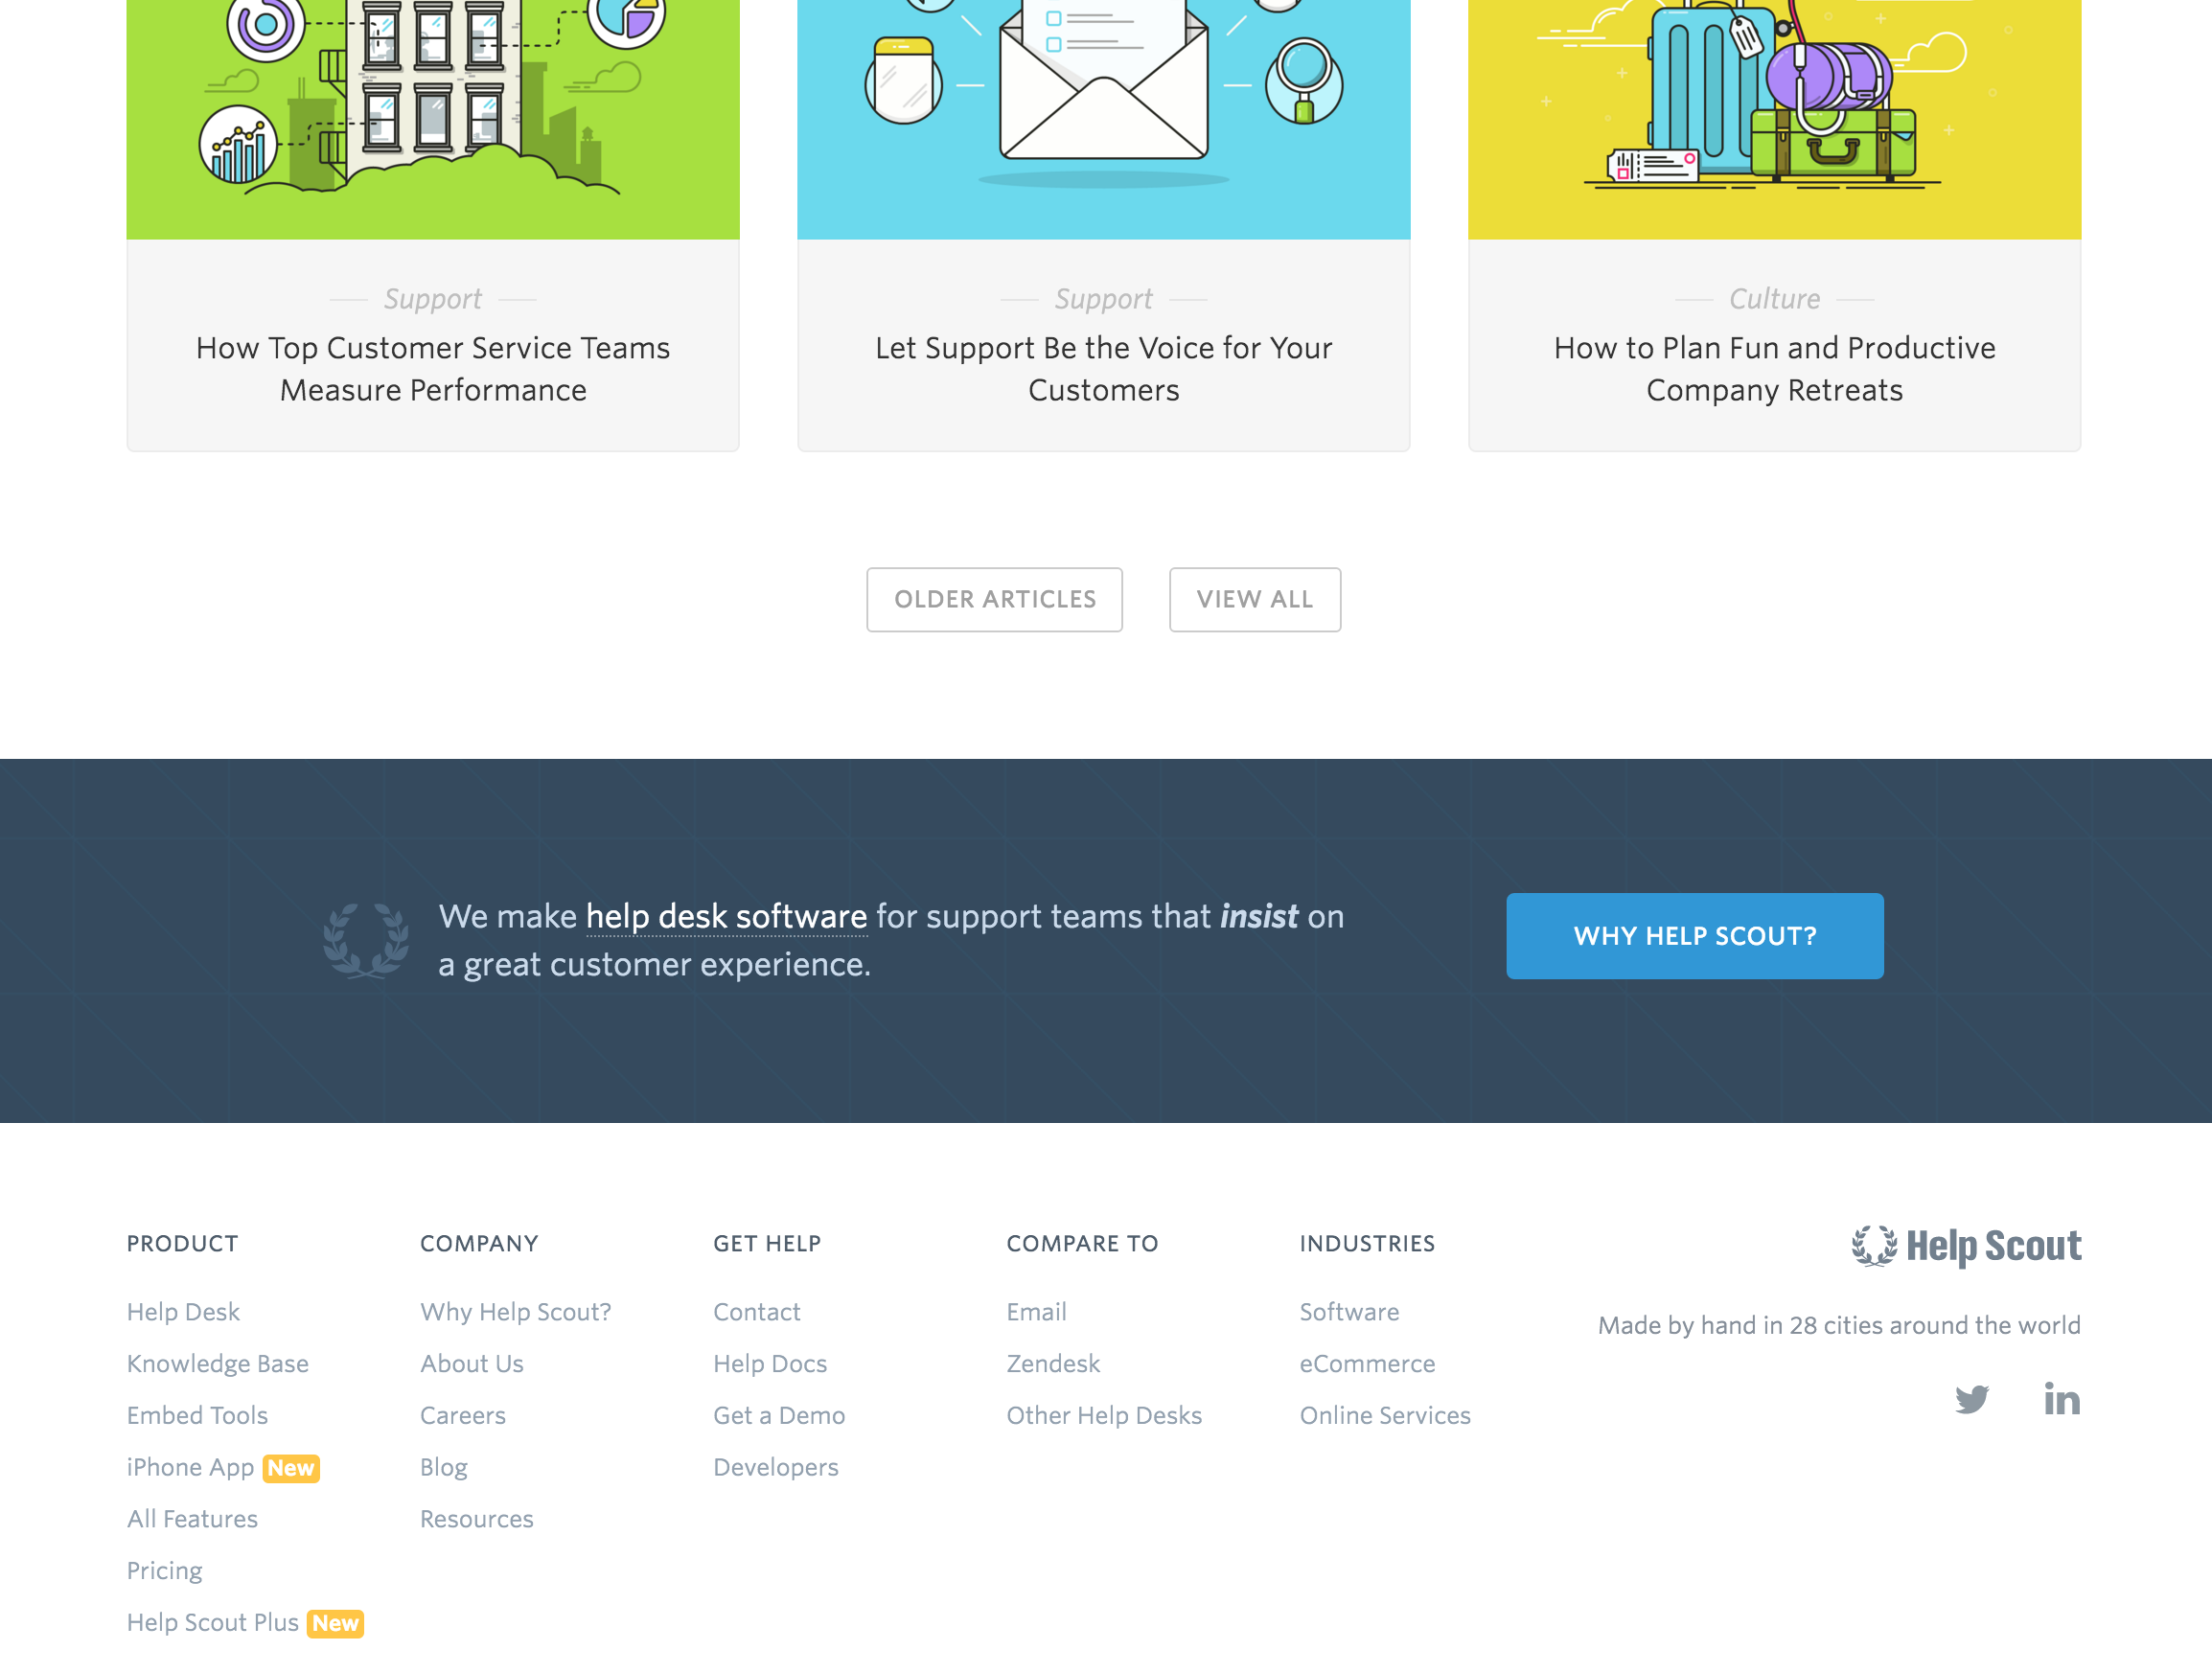 Support
How Top Customer Service Teams
Measure Performance
Support
Let Support Be the Voice for Your
Customers
Culture
How to Plan Fun and Productive
Company Retreats
OLDER ARTICLES
VIEW ALL
We make help desk software for support teams that insist on
a great customer experience.
WHY HELP SCOUT?
PRODUCT
Help Desk
Knowledge Base
Embed Tools
iPhone App New
All Features
Pricing
Help Scout Plus New
COMPANY
Why Help Scout?
About Us
Careers
Blog
Resources
GET HELP
Contact
Help Docs
Get a Demo
Developers
COMPARE TO
Email
Zendesk
Other Help Desks
INDUSTRIES
Software
eCommerce
Online Services
Help Scout
Made by hand in 28 cities around the world
in